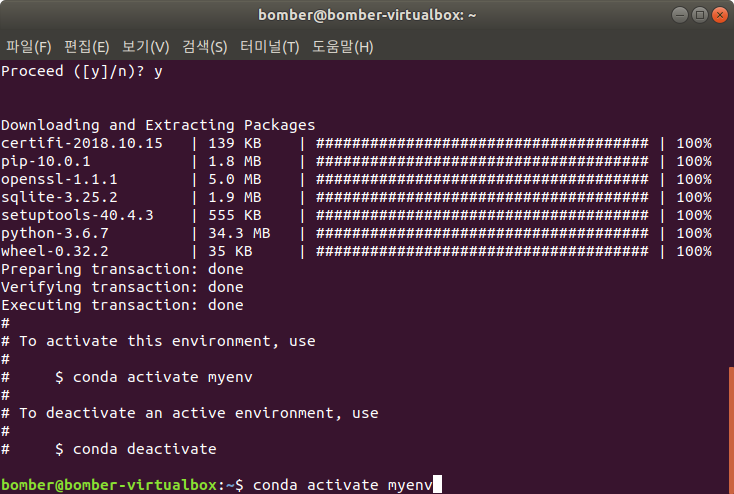 bomber@bomber-virtualbox: ~
파일(F) 편집(E) 보기(V) 검색(S) 터미널(T) 도움말(H)
Proceed ([y]/n)? y
Downloading and Extracting Packages
certifi-2018.10.15   | 139 KB    | ##################################### | 100%
pip-10.0.1           | 1.8 MB    | ##################################### | 100%
openssl-1.1.1        | 5.0 MB    | ##################################### | 100%
sqlite-3.25.2        | 1.9 MB    | ##################################### | 100%
setuptools-40.4.3    | 555 KB    | ##################################### | 100%
python-3.6.7         | 34.3 MB   | ##################################### | 100%
wheel-0.32.2         | 35 KB     | ##################################### | 100%
Preparing transaction: done
Verifying transaction: done
Executing transaction: done
#
# To activate this environment, use
#
#     $ conda activate myenv
#
# To deactivate an active environment, use
#
#     $ conda deactivate
bomber@bomber-virtualbox:~$ conda activate myenv